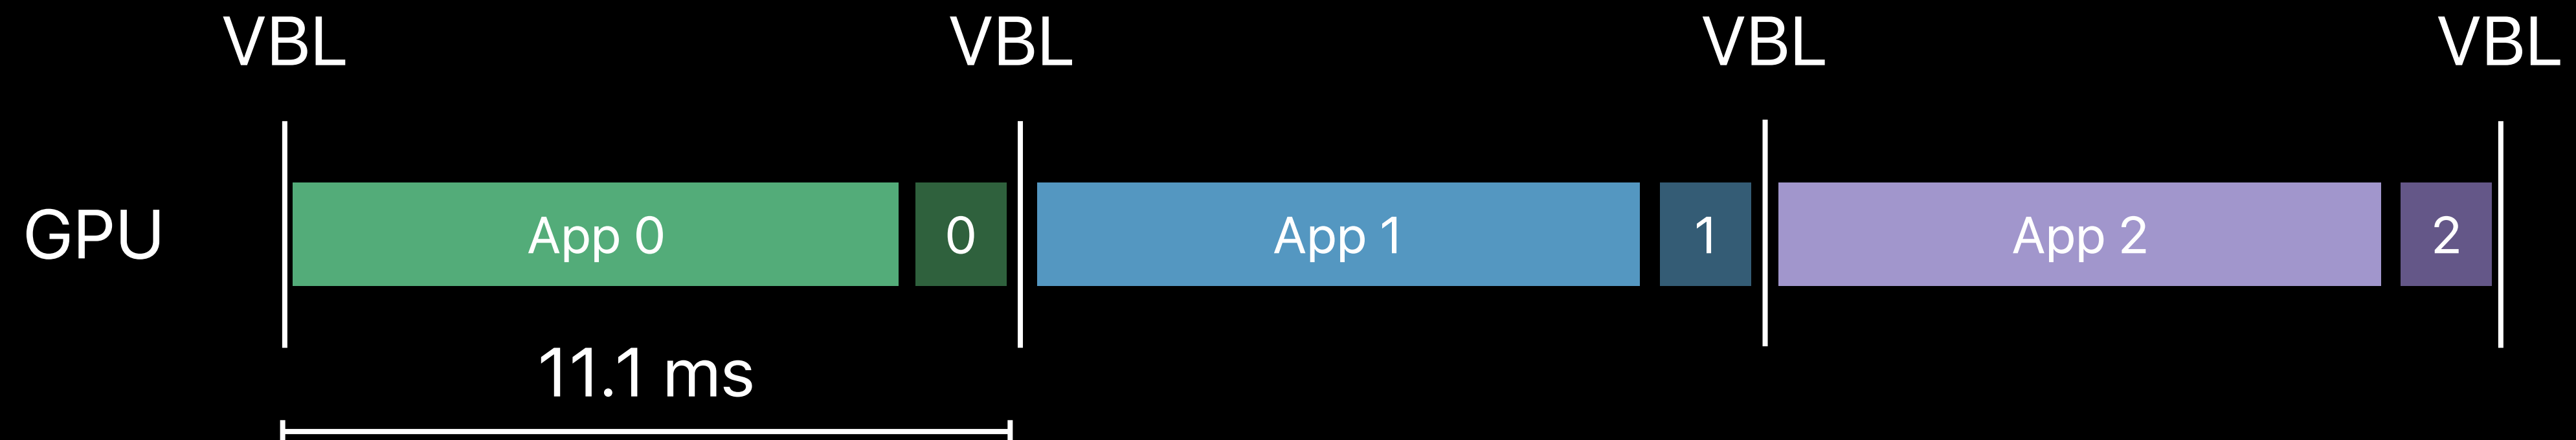 VBL VBL VBL VBL
GPU App 0 0 App 1 1 App 2 2
11.1 ms